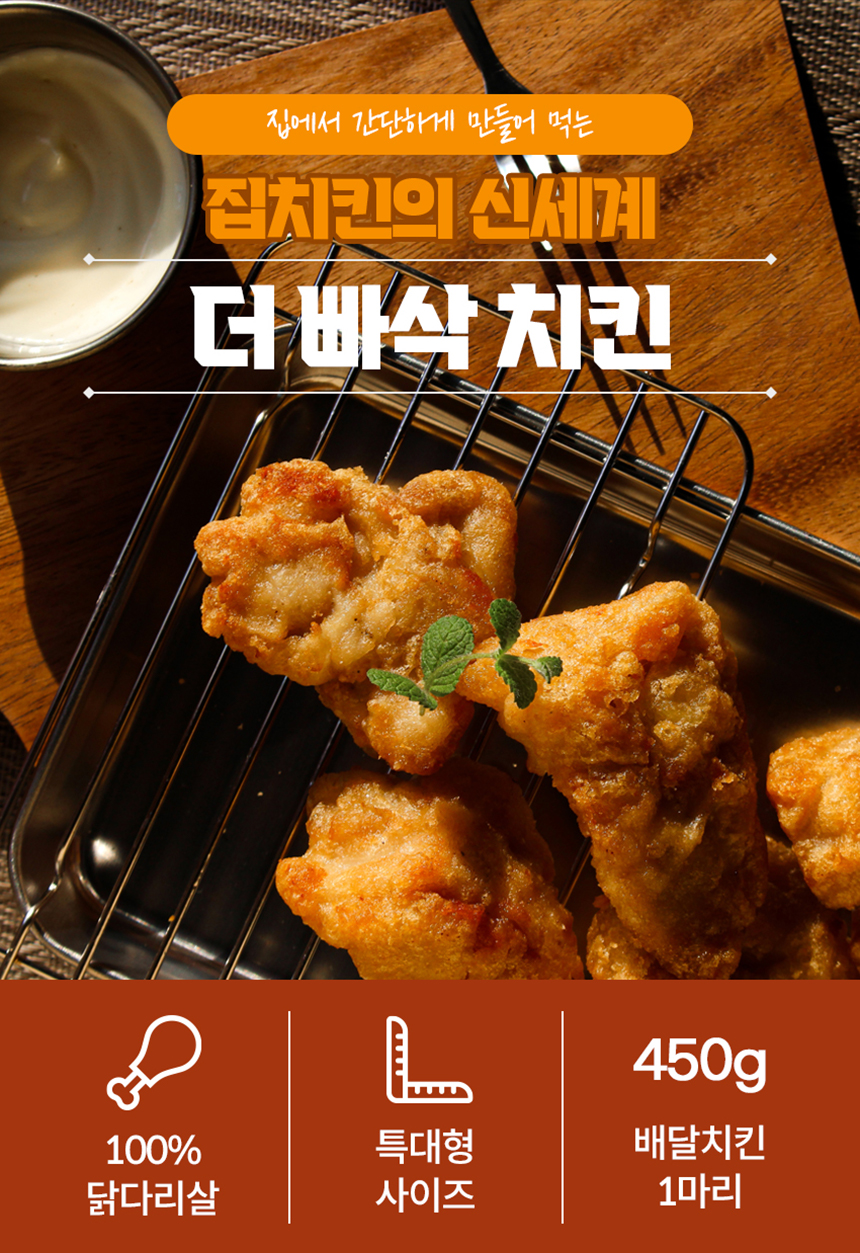 집에서 간단하게 만들어 먹는
집치킨의 신세계
더 빠삭 치킨
100%
닭다리살
특대형
사이즈
450g
배달치킨
1마리